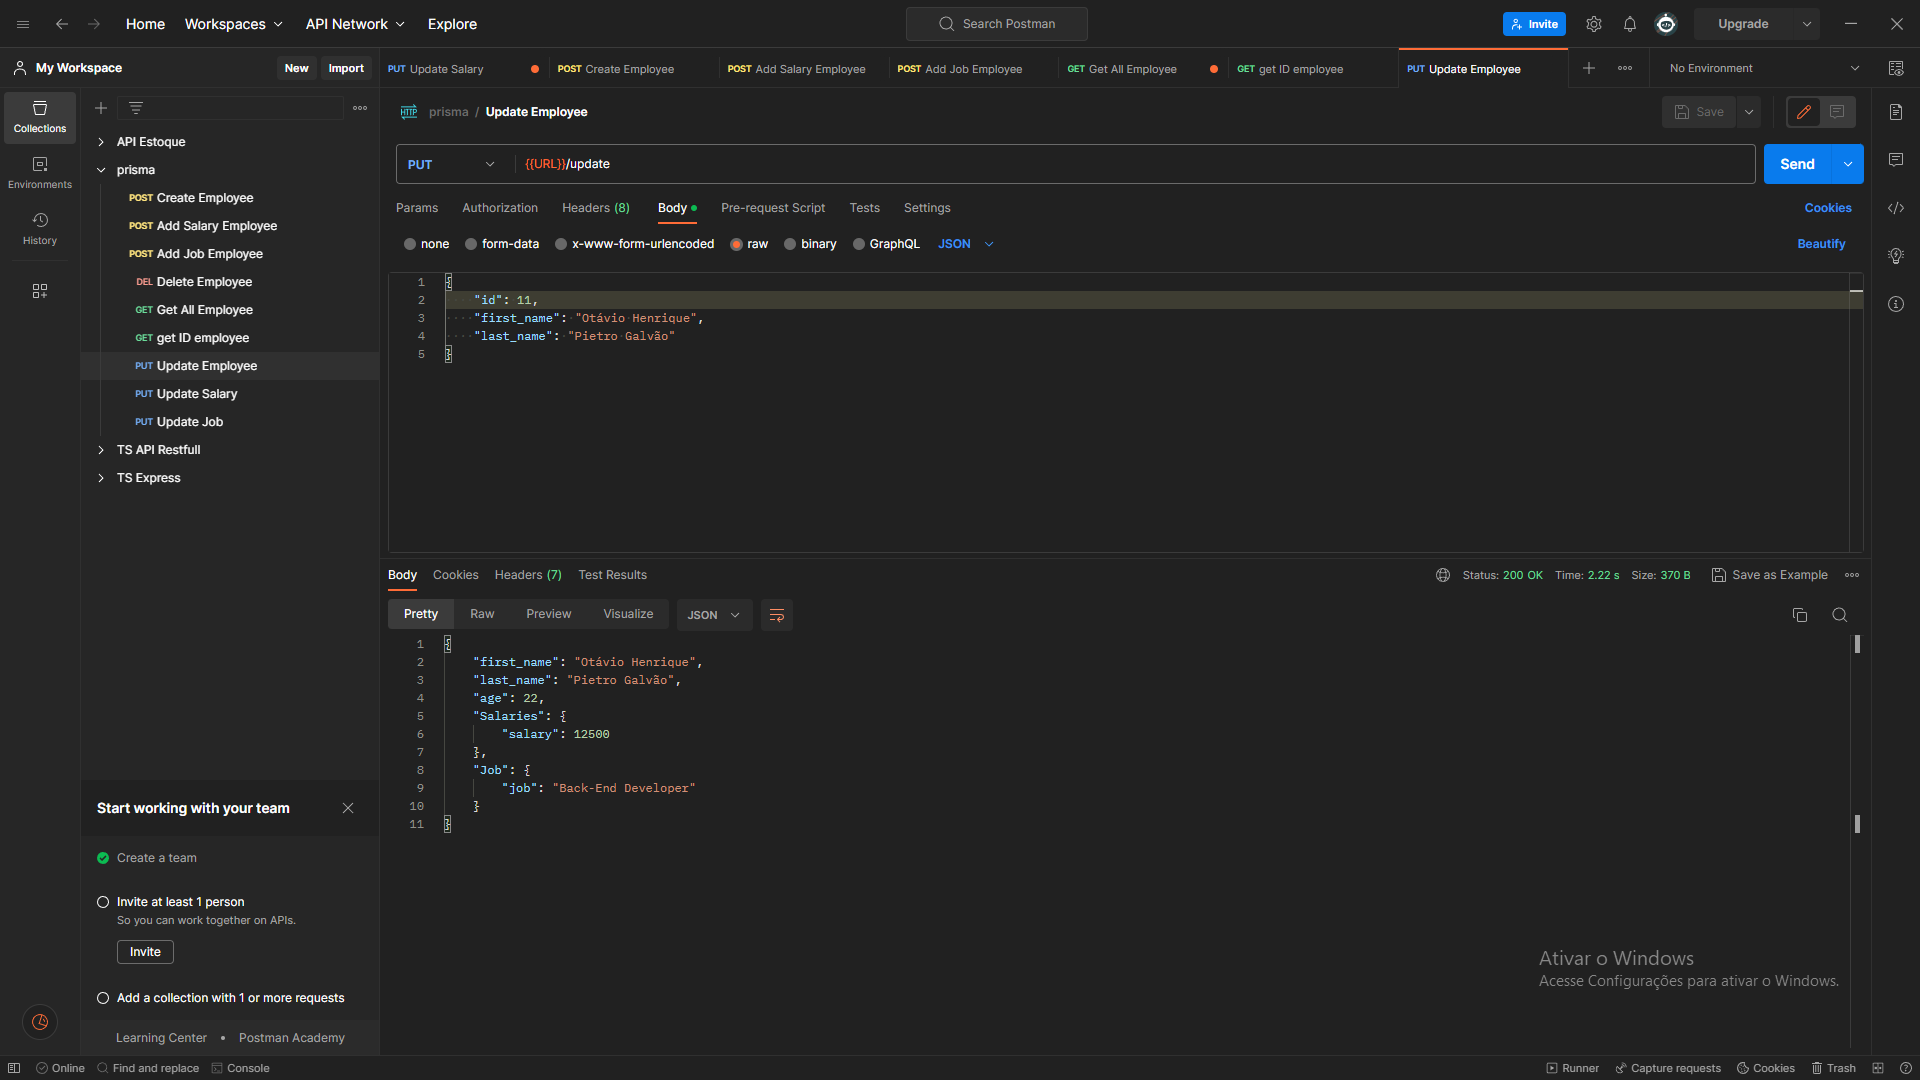 Home Workspaces API Network Explore Search Postman Invite Upgrade
My Workspace New Import PUT Update Salary POST Create Employee POST Add Salary Employee POST Add Job Employee GET Get All Employee GET get ID employee PUT Update Employee No Environment
Collections
Environments
History
API Estoque
prisma
POST Create Employee
POST Add Salary Employee
POST Add Job Employee
DEL Delete Employee
GET Get All Employee
GET get ID employee
PUT Update Employee
PUT Update Salary
PUT Update Job
TS API Restfull
TS Express
Start working with your team
Create a team
Invite at least 1 person
So you can work together on APIs.
Invite
Add a collection with 1 or more requests
Learning Center • Postman Academy
HTTP prisma / Update Employee Save
PUT {{URL}}/update Send
Params Authorization Headers (8) Body Pre-request Script Tests Settings Cookies
none form-data x-www-form-urlencoded raw binary GraphQL JSON Beautify
1 {
2 "id": 11,
3 "first_name": "Otávio Henrique",
4 "last_name": "Pietro Galvão"
5 }
Body Cookies Headers (7) Test Results Status: 200 OK Time: 2.22 s Size: 370 B Save as Example
Pretty Raw Preview Visualize JSON
1 {
2 "first_name": "Otávio Henrique",
3 "last_name": "Pietro Galvão",
4 "age": 22,
5 "Salaries": {
6 "salary": 12500
7 },
8 "Job": {
9 "job": "Back-End Developer"
10 }
11 }
Ativar o Windows
Acesse Configurações para ativar o Windows.
Online Find and replace Console Runner Capture requests Cookies Trash